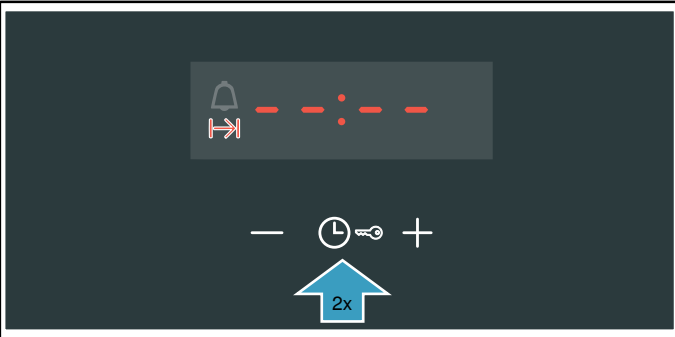 – –:– –
2x